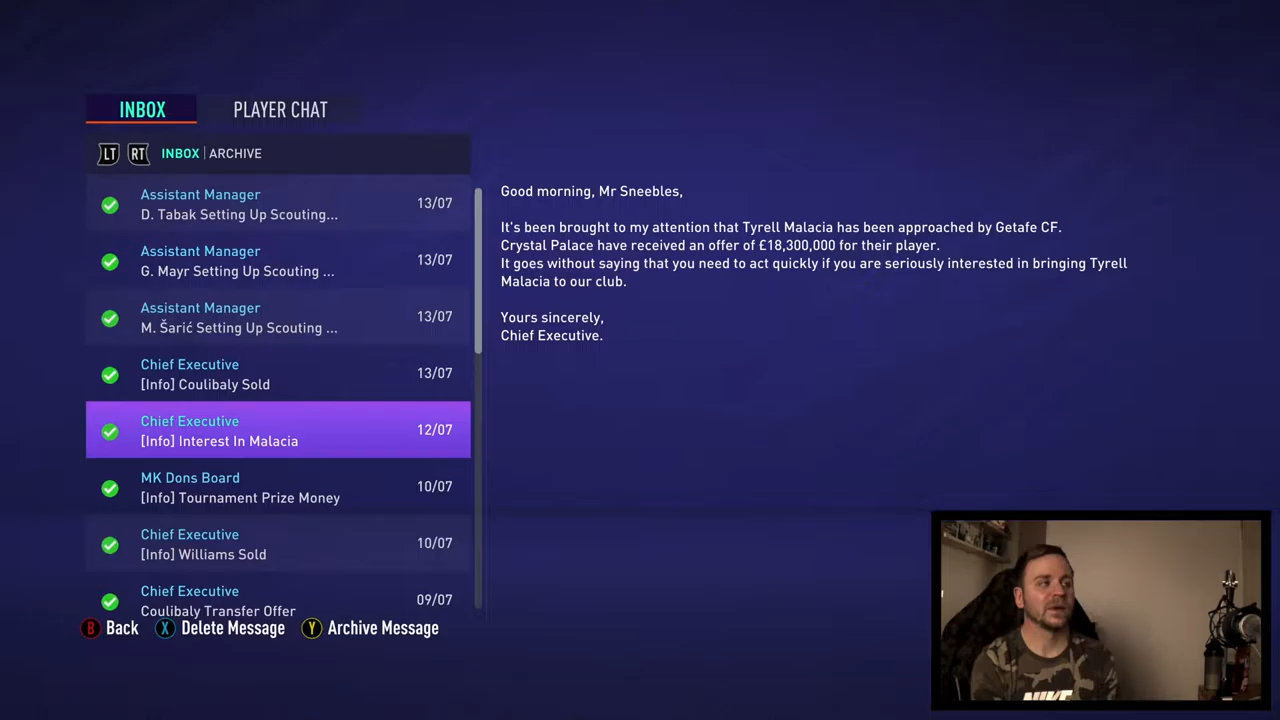 INBOX
PLAYER CHAT
LT RT INBOX | ARCHIVE
Assistant Manager
D. Tabak Setting Up Scouting...
13/07
Assistant Manager
G. Mayr Setting Up Scouting ...
13/07
Assistant Manager
M. Šarić Setting Up Scouting ...
13/07
Chief Executive
[Info] Coulibaly Sold
13/07
Chief Executive
[Info] Interest In Malacia
12/07
MK Dons Board
[Info] Tournament Prize Money
10/07
Chief Executive
[Info] Williams Sold
10/07
Chief Executive
Coulibaly Transfer Offer
09/07
Good morning, Mr Sneebles,
It's been brought to my attention that Tyrell Malacia has been approached by Getafe CF.
Crystal Palace have received an offer of £18,300,000 for their player.
It goes without saying that you need to act quickly if you are seriously interested in bringing Tyrell
Malacia to our club.
Yours sincerely,
Chief Executive.
B Back X Delete Message Y Archive Message
NIKE